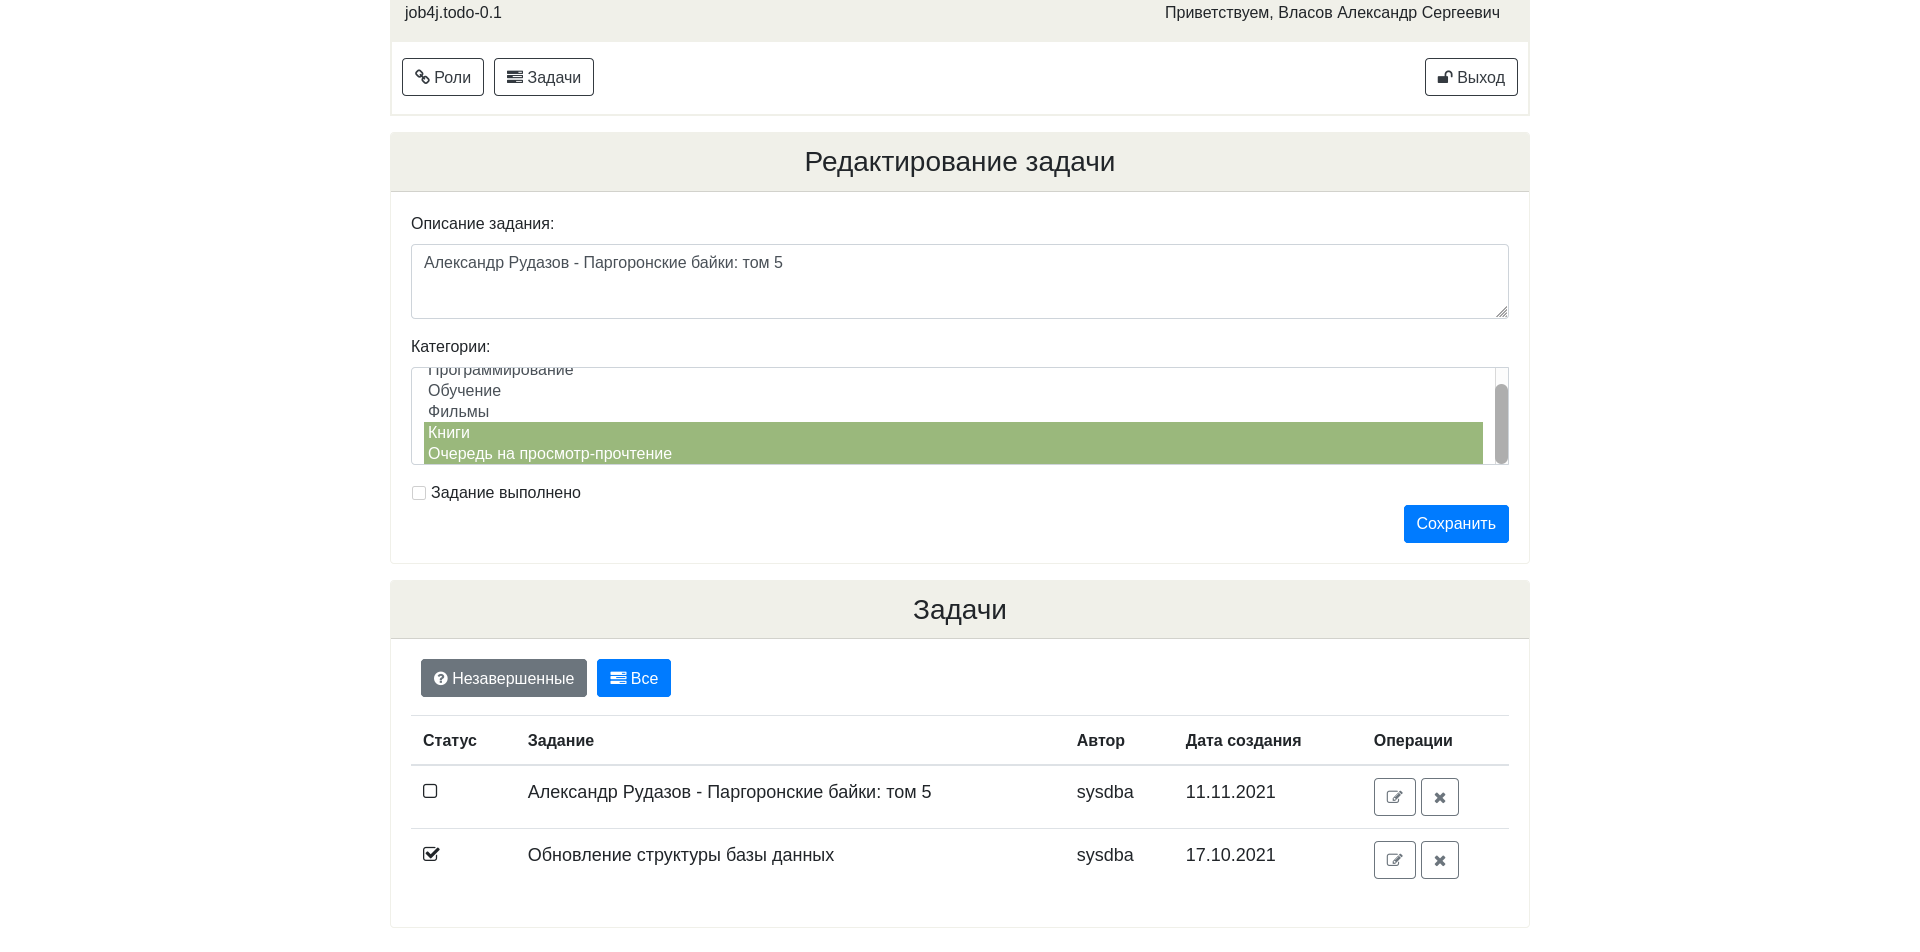 job4j.todo-0.1 Приветствуем, Власов Александр Сергеевич
Роли Задачи Выход
Редактирование задачи
Описание задания:
Александр Рудазов - Паргоронские байки: том 5
Категории:
Программирование
Обучение
Фильмы
Книги
Очередь на просмотр-прочтение
Задание выполнено
Сохранить
Задачи
Незавершенные Все
Статус Задание Автор Дата создания Операции
Александр Рудазов - Паргоронские байки: том 5 sysdba 11.11.2021
Обновление структуры базы данных sysdba 17.10.2021